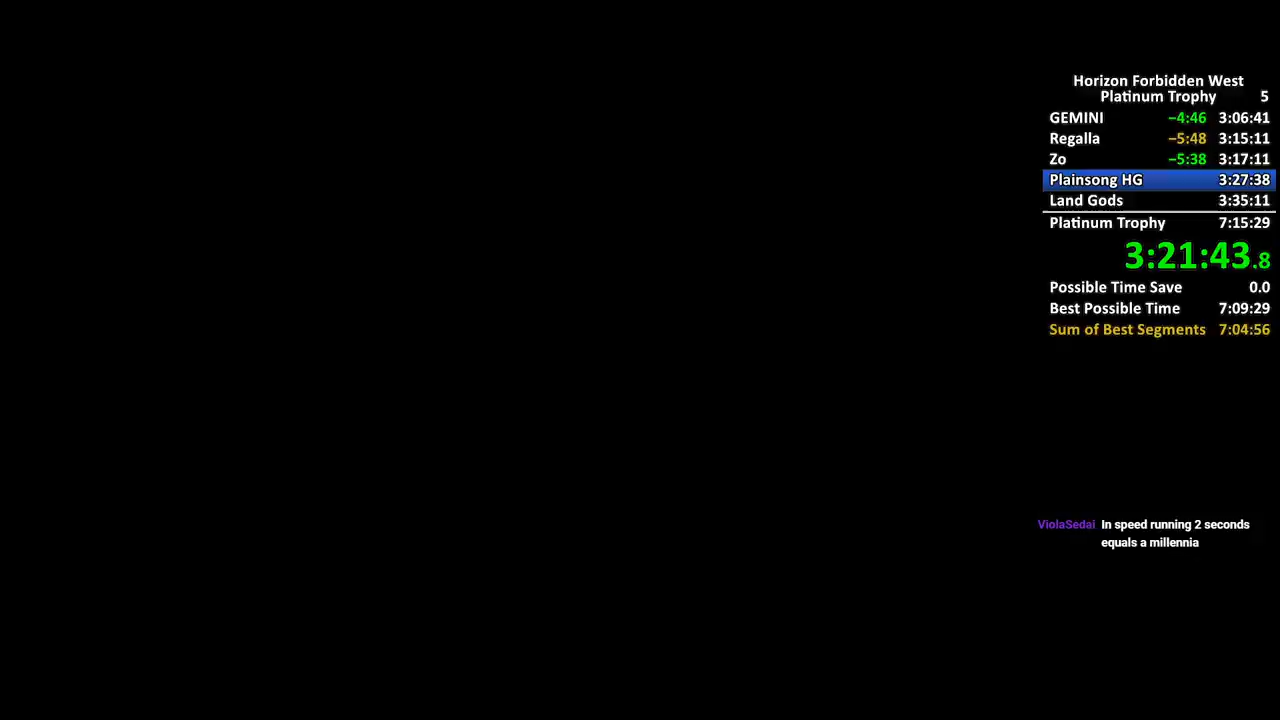 Horizon Forbidden West
Platinum Trophy 5
GEMINI −4:46 3:06:41
Regalla −5:48 3:15:11
Zo −5:38 3:17:11
Plainsong HG 3:27:38
Land Gods 3:35:11
Platinum Trophy 7:15:29
3:21:43.8
Possible Time Save 0.0
Best Possible Time 7:09:29
Sum of Best Segments 7:04:56
ViolaSedai In speed running 2 seconds
equals a millennia